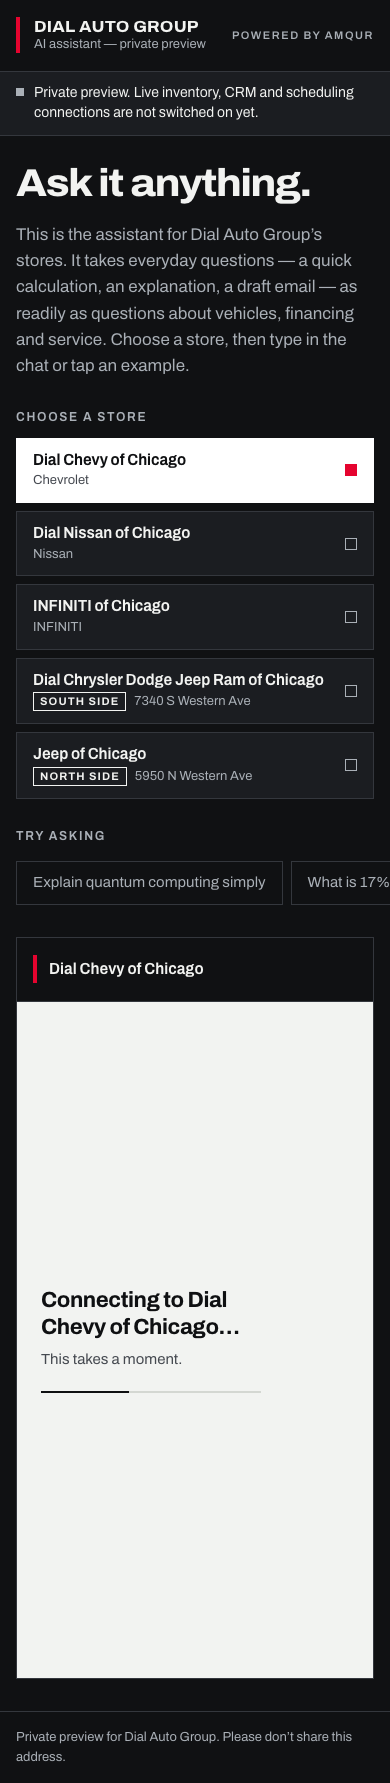 DIAL AUTO GROUP
AI assistant — private preview
POWERED BY AMQUR
Private preview. Live inventory, CRM and scheduling
connections are not switched on yet.
Ask it anything.
This is the assistant for Dial Auto Group’s
stores. It takes everyday questions — a quick
calculation, an explanation, a draft email — as
readily as questions about vehicles, financing
and service. Choose a store, then type in the
chat or tap an example.
CHOOSE A STORE
Dial Chevy of Chicago
Chevrolet
Dial Nissan of Chicago
Nissan
INFINITI of Chicago
INFINITI
Dial Chrysler Dodge Jeep Ram of Chicago
SOUTH SIDE 7340 S Western Ave
Jeep of Chicago
NORTH SIDE 5950 N Western Ave
TRY ASKING
Explain quantum computing simply
What is 17%
Dial Chevy of Chicago
Connecting to Dial
Chevy of Chicago…
This takes a moment.
Private preview for Dial Auto Group. Please don’t share this
address.